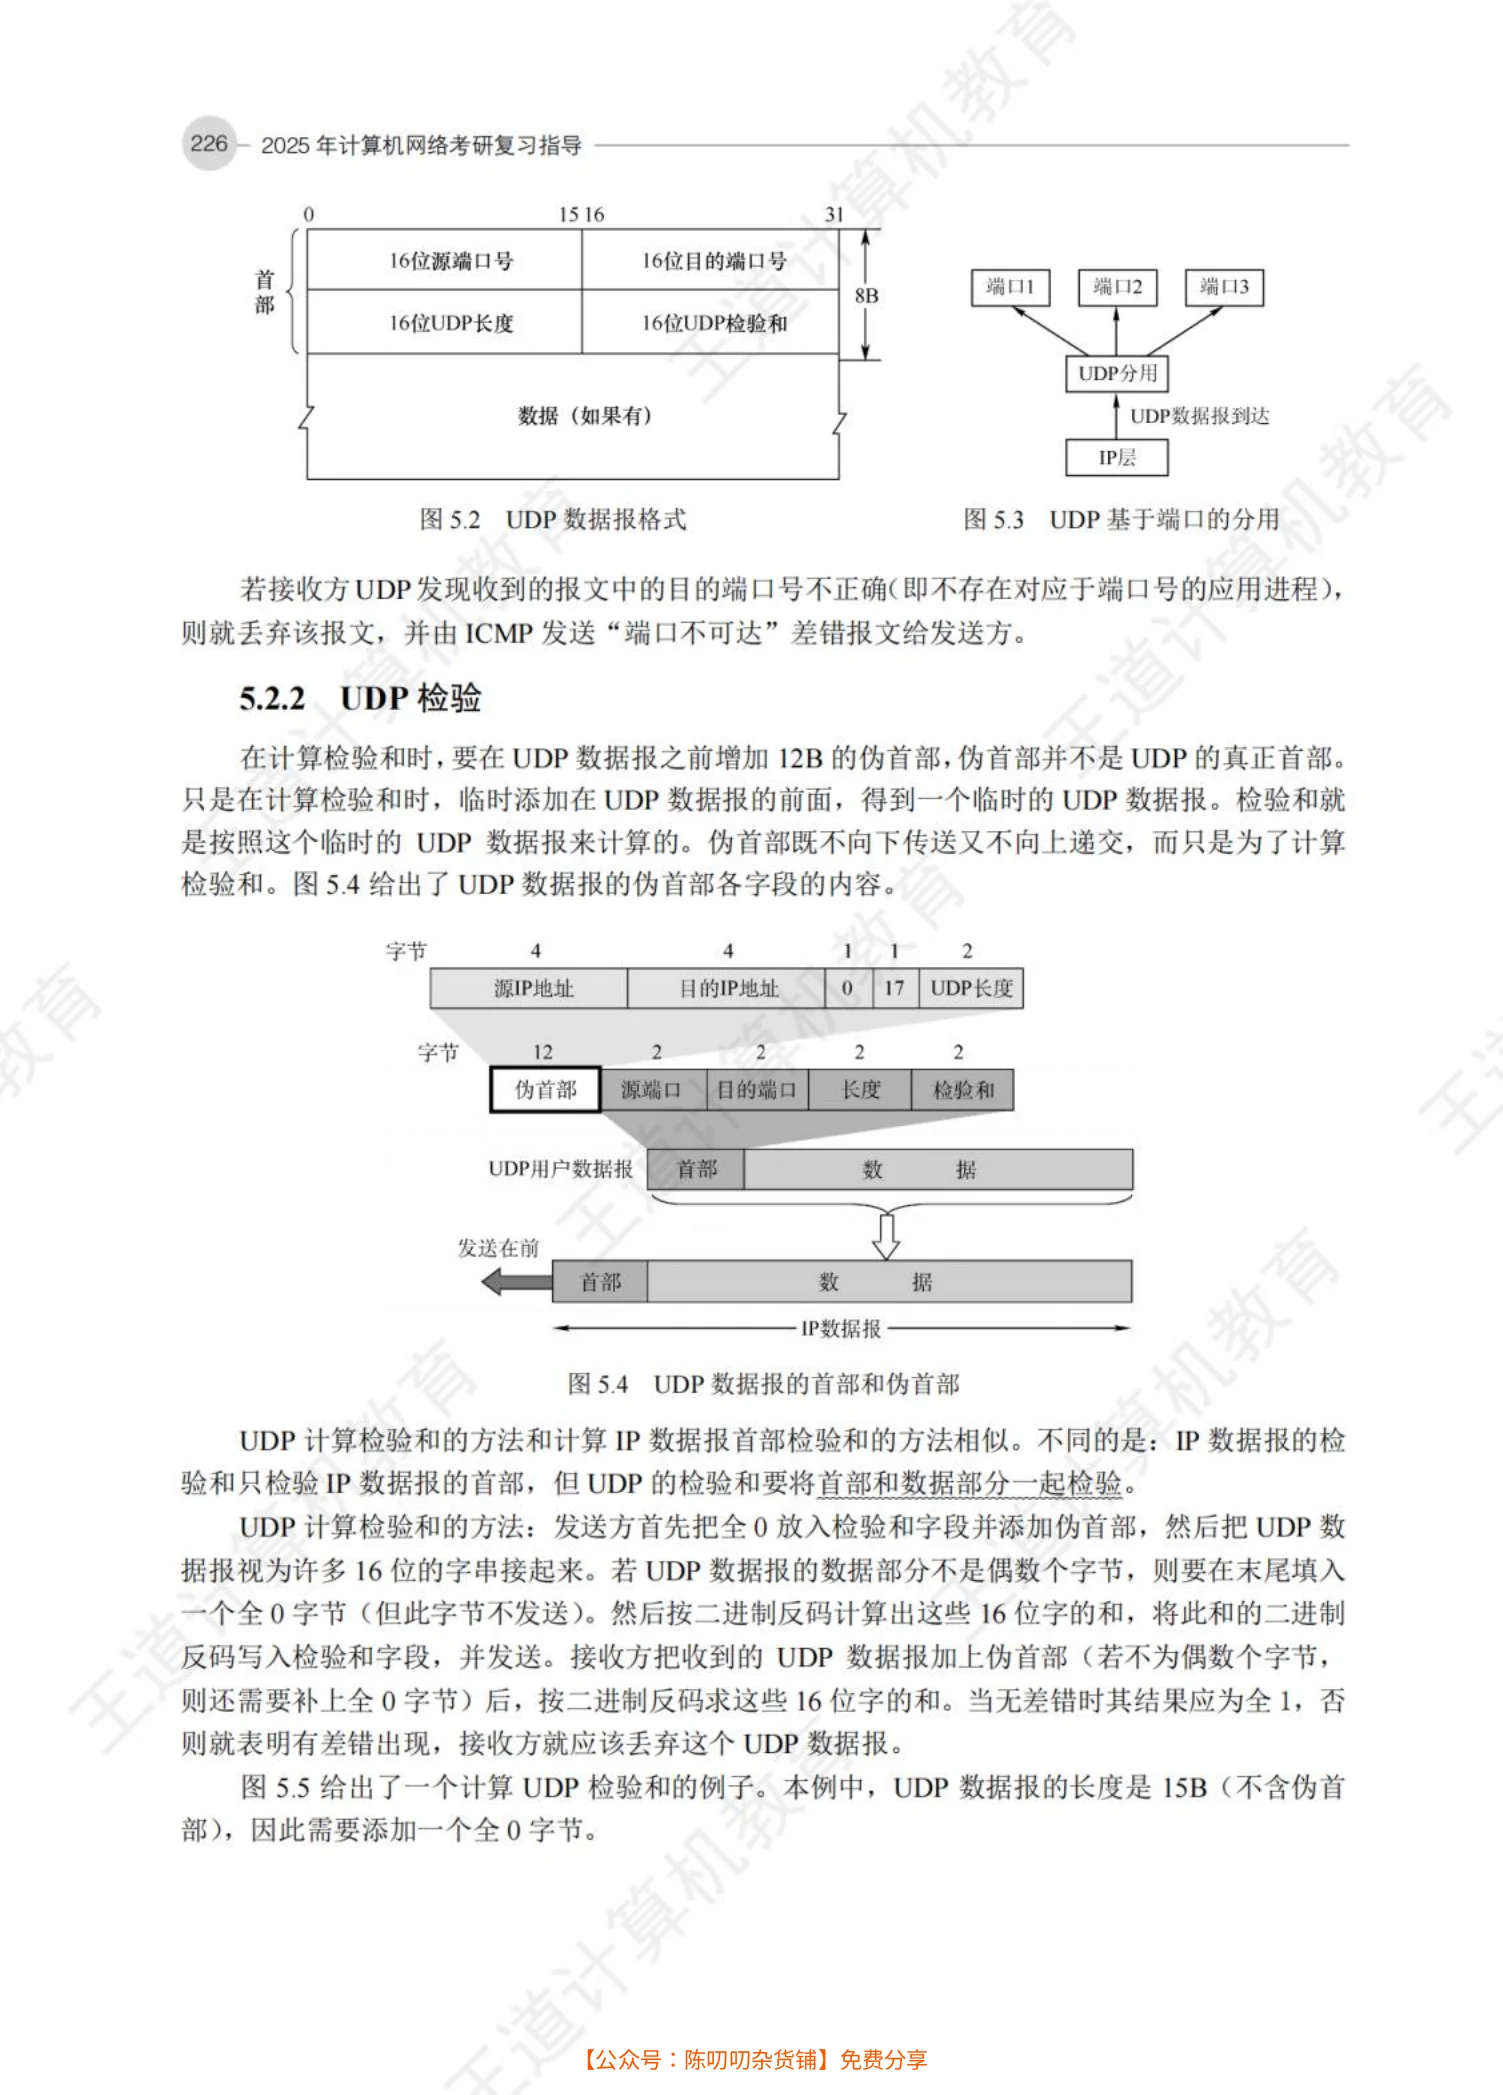 226 2025 年计算机网络考研复习指导
0 15 16 31
首部
16位源端口号 16位目的端口号
16位UDP长度 16位UDP检验和
8B
数据（如果有）
端口1 端口2 端口3
UDP分用
UDP数据报到达
IP层
图 5.2 UDP 数据报格式
图 5.3 UDP 基于端口的分用
若接收方 UDP 发现收到的报文中的目的端口号不正确（即不存在对应于端口号的应用进程），
则就丢弃该报文，并由 ICMP 发送“端口不可达”差错报文给发送方。
5.2.2 UDP 检验
在计算检验和时，要在 UDP 数据报之前增加 12B 的伪首部，伪首部并不是 UDP 的真正首部。
只是在计算检验和时，临时添加在 UDP 数据报的前面，得到一个临时的 UDP 数据报。检验和就
是按照这个临时的 UDP 数据报来计算的。伪首部既不向下传送又不向上递交，而只是为了计算
检验和。图 5.4 给出了 UDP 数据报的伪首部各字段的内容。
字节 4 4 1 1 2
源IP地址 目的IP地址 0 17 UDP长度
字节 12 2 2 2 2
伪首部 源端口 目的端口 长度 检验和
UDP用户数据报 首部 数 据
发送在前
首部 数 据
IP数据报
图 5.4 UDP 数据报的首部和伪首部
UDP 计算检验和的方法和计算 IP 数据报首部检验和的方法相似。不同的是：IP 数据报的检
验和只检验 IP 数据报的首部，但 UDP 的检验和要将首部和数据部分一起检验。
UDP 计算检验和的方法：发送方首先把全 0 放入检验和字段并添加伪首部，然后把 UDP 数
据报视为许多 16 位的字串接起来。若 UDP 数据报的数据部分不是偶数个字节，则要在末尾填入
一个全 0 字节（但此字节不发送）。然后按二进制反码计算出这些 16 位字的和，将此和的二进制
反码写入检验和字段，并发送。接收方把收到的 UDP 数据报加上伪首部（若不为偶数个字节，
则还需要补上全 0 字节）后，按二进制反码求这些 16 位字的和。当无差错时其结果应为全 1，否
则就表明有差错出现，接收方就应该丢弃这个 UDP 数据报。
图 5.5 给出了一个计算 UDP 检验和的例子。本例中，UDP 数据报的长度是 15B（不含伪首
部），因此需要添加一个全 0 字节。
王道计算机教育
【公众号：陈叨叨杂货铺】免费分享